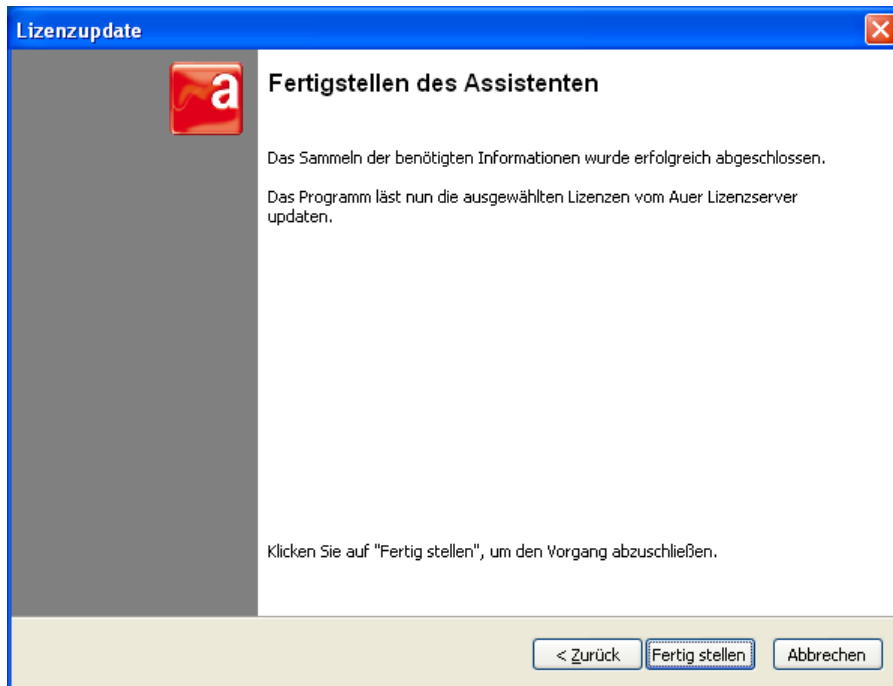 Lizenzupdate
a
Fertigstellen des Assistenten
Das Sammeln der benötigten Informationen wurde erfolgreich abgeschlossen.
Das Programm läst nun die ausgewählten Lizenzen vom Auer Lizenzserver
updaten.
Klicken Sie auf "Fertig stellen", um den Vorgang abzuschließen.
< Zurück Fertig stellen Abbrechen